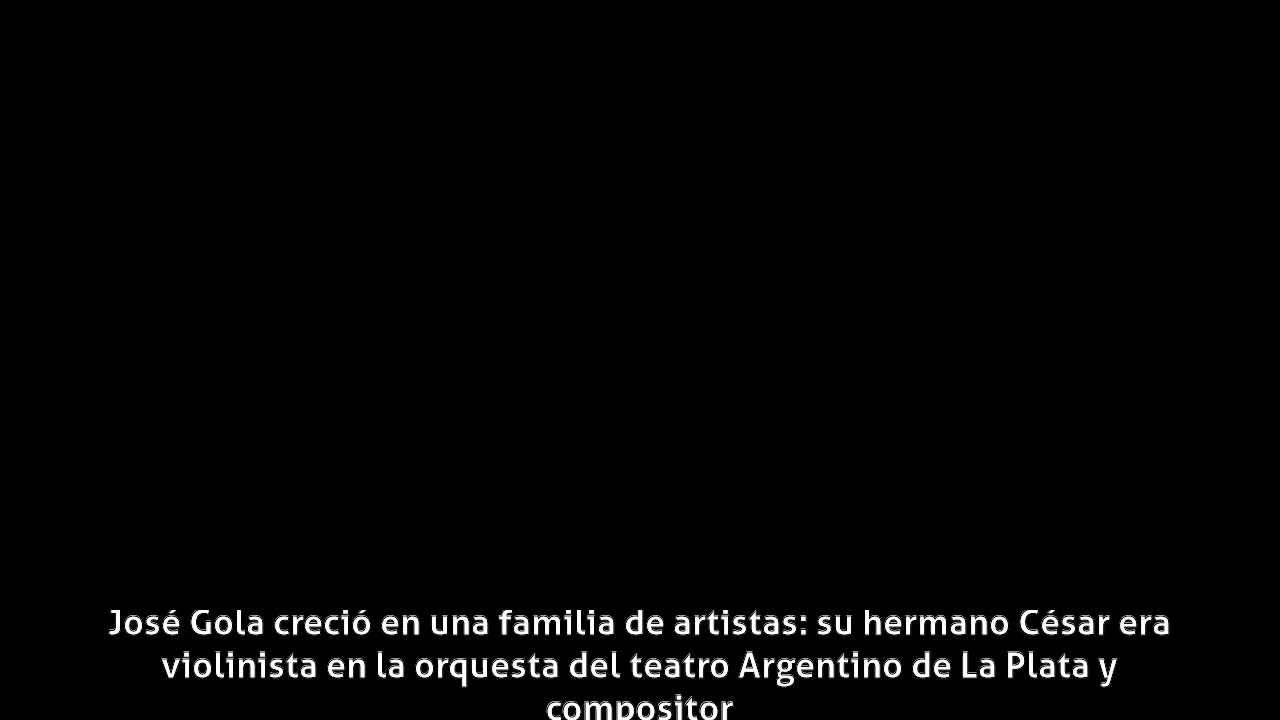 José Gola creció en una familia de artistas: su hermano César era
violinista en la orquesta del teatro Argentino de La Plata y
compositor